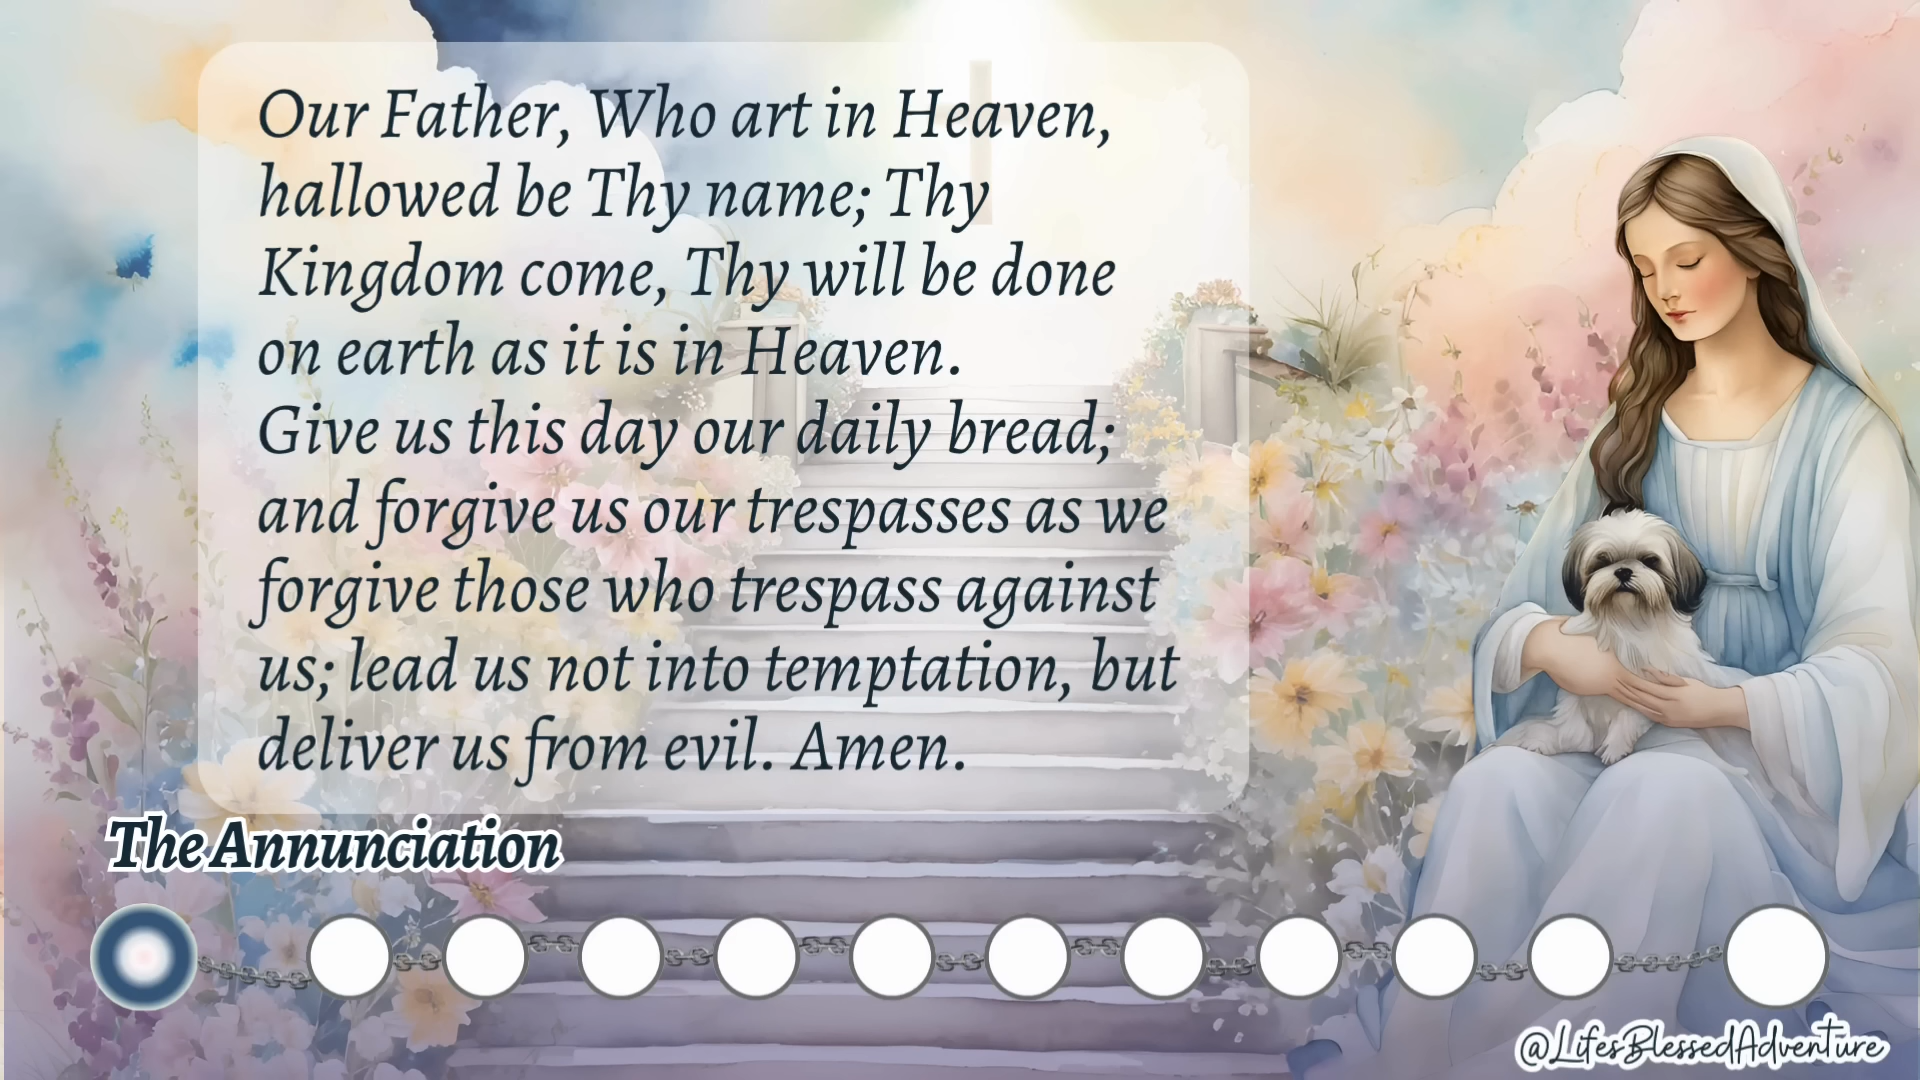 Our Father, Who art in Heaven,
hallowed be Thy name; Thy
Kingdom come, Thy will be done
on earth as it is in Heaven.
Give us this day our daily bread;
and forgive us our trespasses as we
forgive those who trespass against
us; lead us not into temptation, but
deliver us from evil. Amen.
The Annunciation
@LifesBlessedAdventure